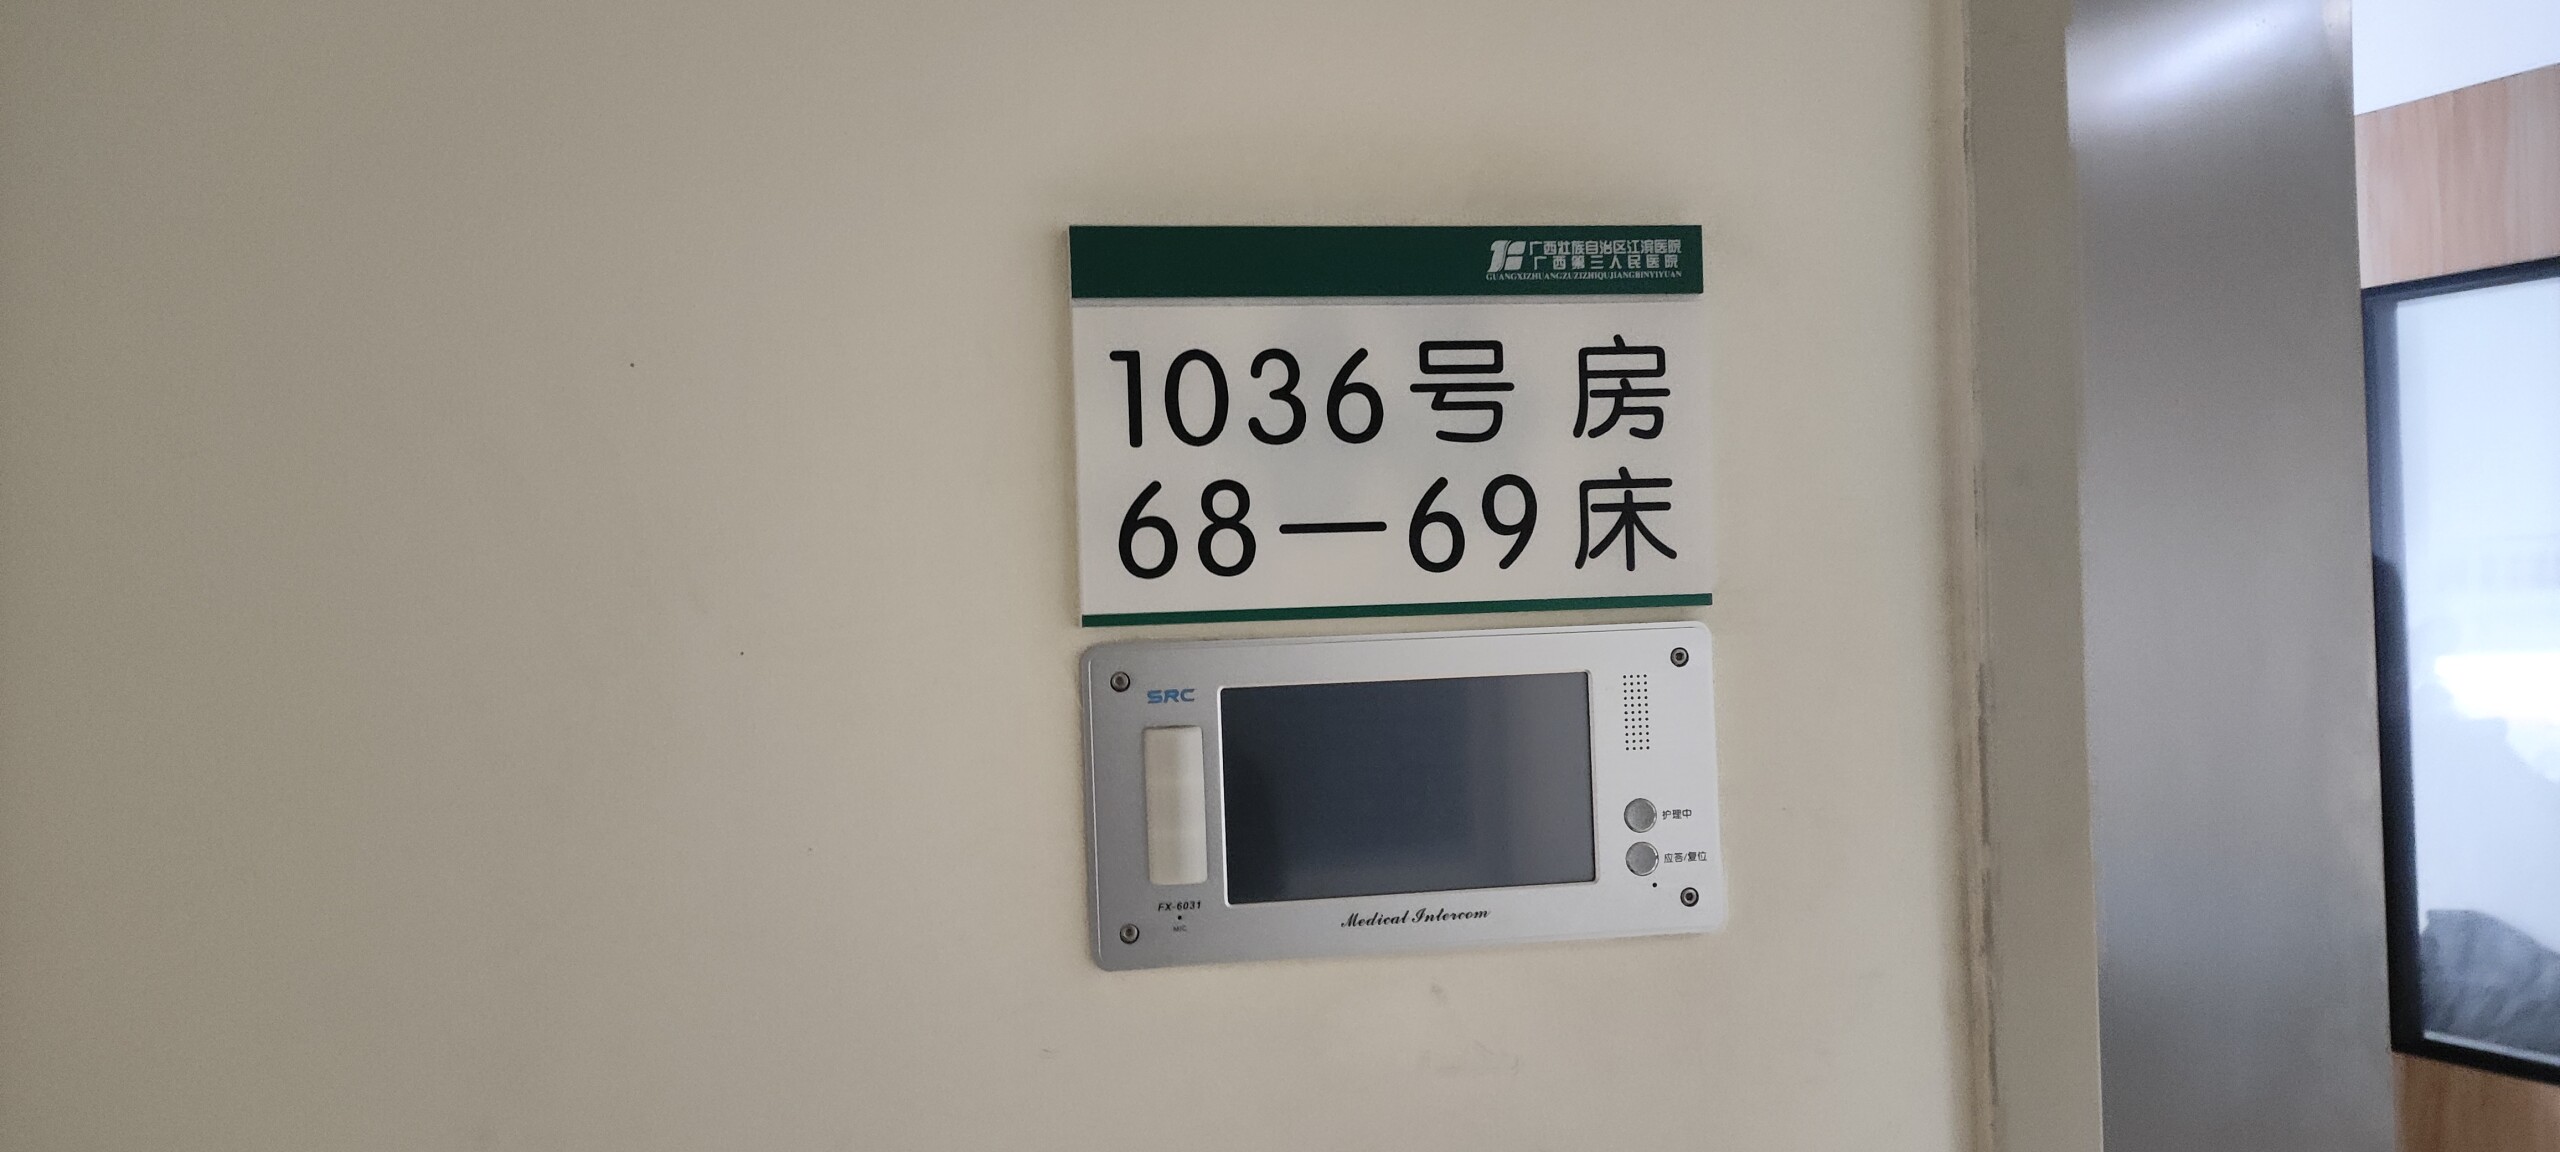 广西壮族自治区江滨医院
广西第三人民医院
GUANGXIZHUANGZUZIZHIQUJIANGBINYIYUAN
1036号 房
68—69 床
SRC
护理中
应答/复位
FX-6031
MIC
Medical Intercom